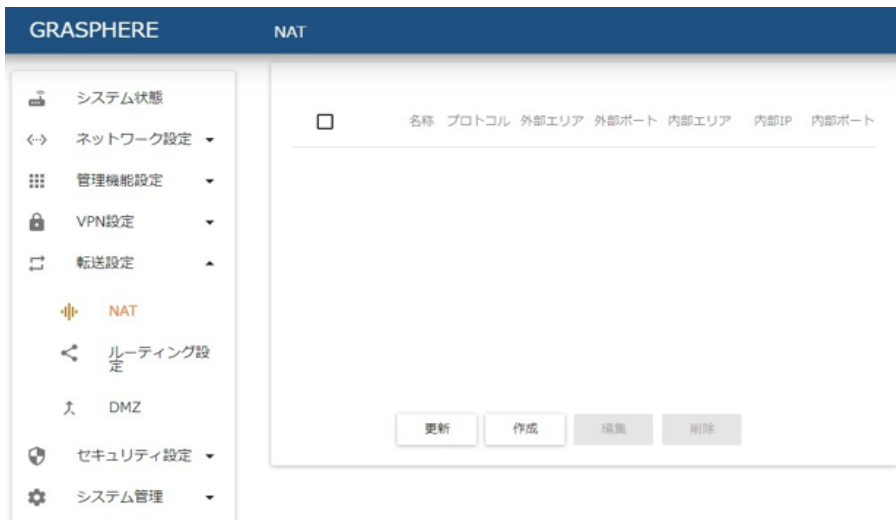 GRASPHERE
NAT
システム状態
ネットワーク設定
管理機能設定
VPN設定
転送設定
NAT
ルーティング設
定
DMZ
セキュリティ設定
システム管理
名称 プロトコル 外部エリア 外部ポート 内部エリア 内部IP 内部ポート
更新 作成 編集 削除